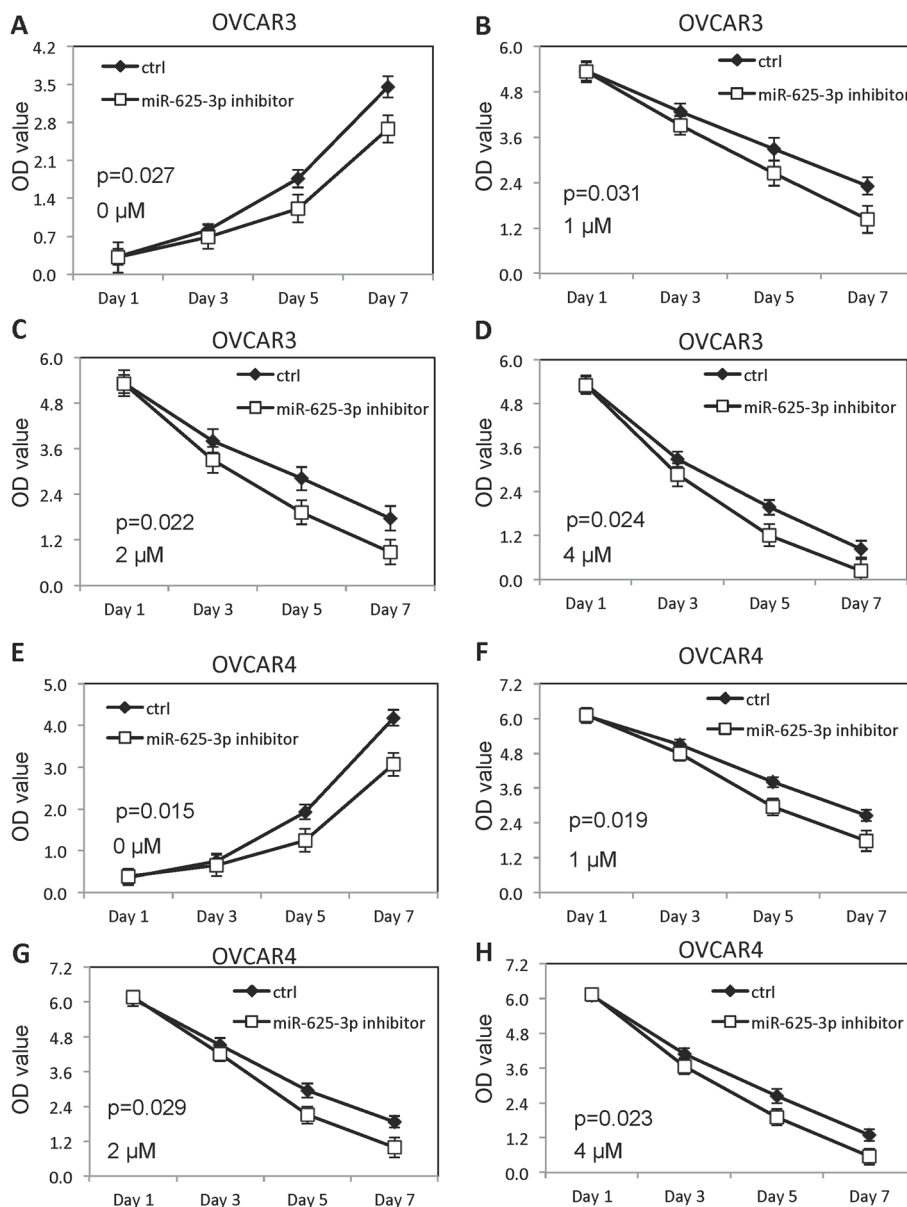 A
OVCAR3
OD value
4.2
3.5
2.8
2.1
1.4
0.7
0.0
ctrl
miR-625-3p inhibitor
p=0.027
0 µM
Day 1 Day 3 Day 5 Day 7
B
OVCAR3
OD value
6.0
4.8
3.6
2.4
1.2
0.0
ctrl
miR-625-3p inhibitor
p=0.031
1 µM
Day 1 Day 3 Day 5 Day 7
C
OVCAR3
OD value
6.0
4.8
3.6
2.4
1.2
0.0
ctrl
miR-625-3p inhibitor
p=0.022
2 µM
Day 1 Day 3 Day 5 Day 7
D
OVCAR3
OD value
6.0
4.8
3.6
2.4
1.2
0.0
ctrl
miR-625-3p inhibitor
p=0.024
4 µM
Day 1 Day 3 Day 5 Day 7
E
OVCAR4
OD value
5.0
4.0
3.0
2.0
1.0
0.0
ctrl
miR-625-3p inhibitor
p=0.015
0 µM
Day 1 Day 3 Day 5 Day 7
F
OVCAR4
OD value
7.2
6.0
4.8
3.6
2.4
1.2
0.0
ctrl
miR-625-3p inhibitor
p=0.019
1 µM
Day 1 Day 3 Day 5 Day 7
G
OVCAR4
OD value
7.2
6.0
4.8
3.6
2.4
1.2
0.0
ctrl
miR-625-3p inhibitor
p=0.029
2 µM
Day 1 Day 3 Day 5 Day 7
H
OVCAR4
OD value
7.2
6.0
4.8
3.6
2.4
1.2
0.0
ctrl
miR-625-3p inhibitor
p=0.023
4 µM
Day 1 Day 3 Day 5 Day 7